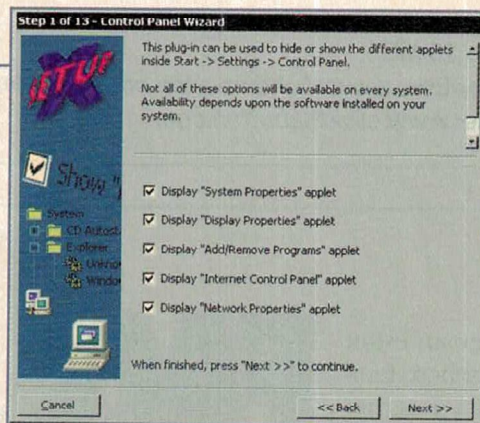 Step 1 of 13 - Control Panel Wizard
X
SETUP
This plug-in can be used to hide or show the different applets
inside Start -> Settings -> Control Panel.
Not all of these options will be available on every system.
Availability depends upon the software installed on your
system.
Show
System
CD Autost
Explorer
Unkno
Windo
Display "System Properties" applet
Display "Display Properties" applet
Display "Add/Remove Programs" applet
Display "Internet Control Panel" applet
Display "Network Properties" applet
When finished, press "Next >>" to continue.
Cancel
<< Back
Next >>